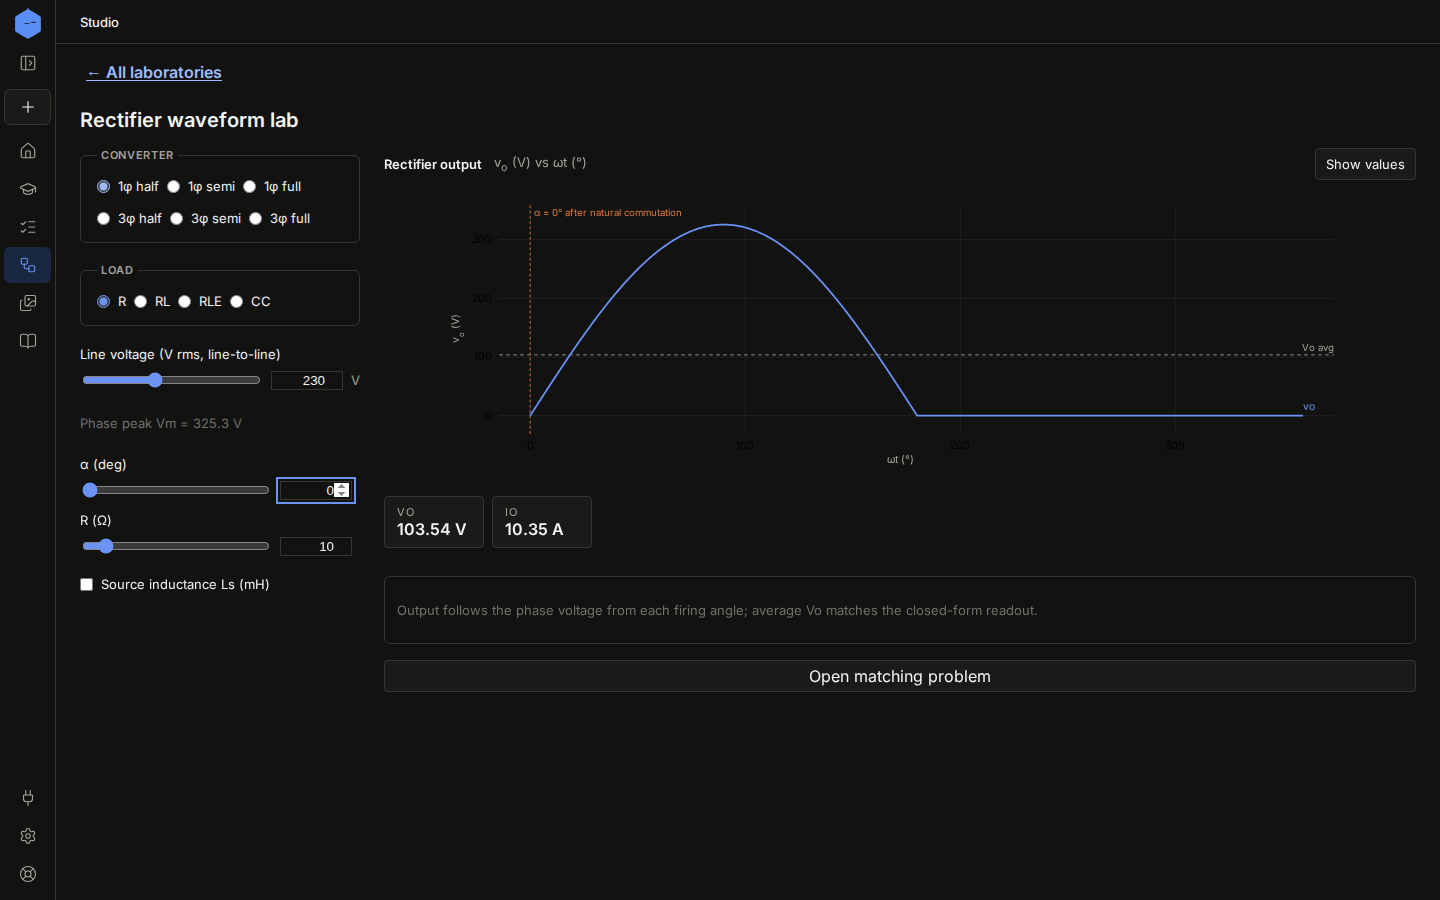 Studio
← All laboratories
Rectifier waveform lab
CONVERTER
1φ half 1φ semi 1φ full
3φ half 3φ semi 3φ full
LOAD
R RL RLE CC
Line voltage (V rms, line-to-line)
230 V
Phase peak Vm = 325.3 V
α (deg)
0
R (Ω)
10
Source inductance Ls (mH)
Rectifier output vo (V) vs ωt (°)
Show values
α = 0° after natural commutation
300
200
100
0
vo (V)
Vo avg
vo
0 100 200 300
ωt (°)
VO
103.54 V
IO
10.35 A
Output follows the phase voltage from each firing angle; average Vo matches the closed-form readout.
Open matching problem